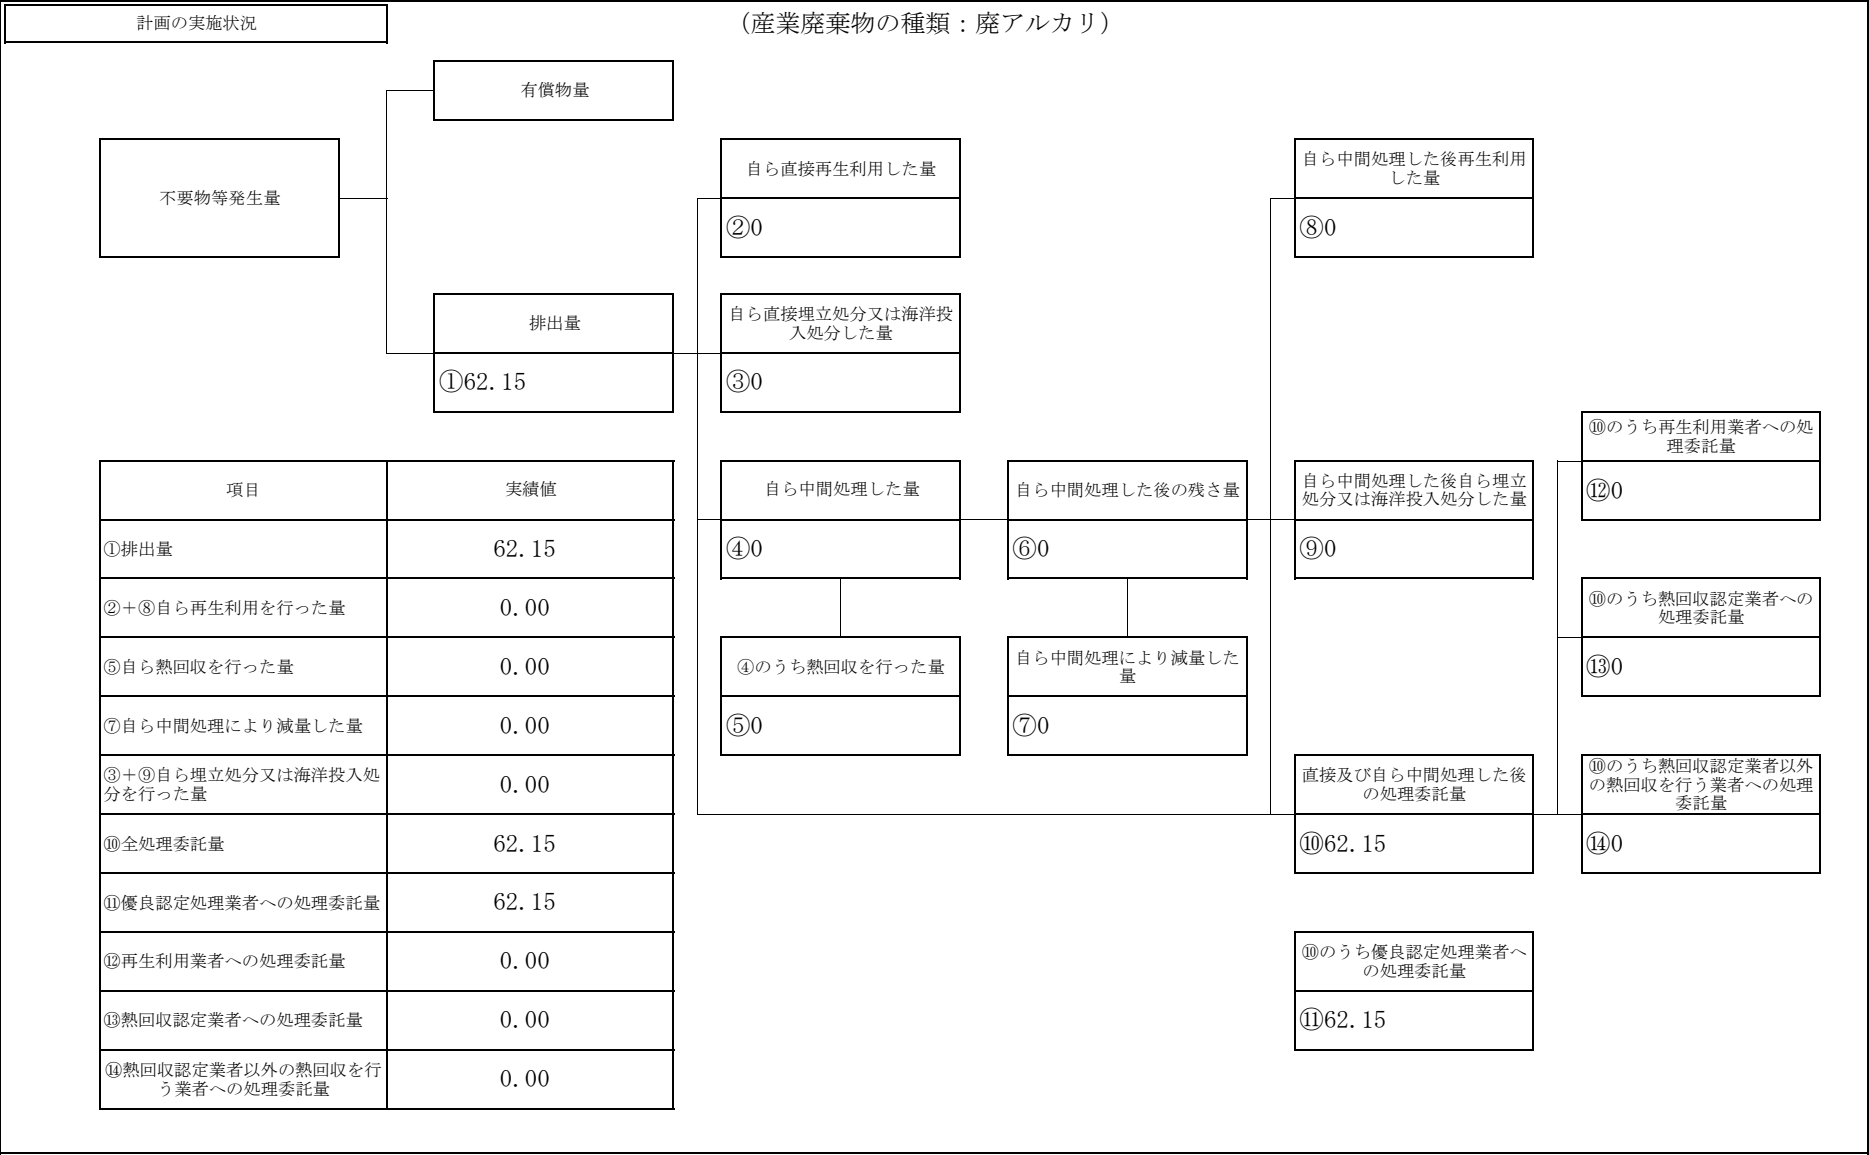 計画の実施状況
（産業廃棄物の種類：廃アルカリ）
有償物量
不要物等発生量
自ら直接再生利用した量
②0
自ら中間処理した後再生利用
した量
⑧0
排出量
①62.15
自ら直接埋立処分又は海洋投
入処分した量
③0
⑩のうち再生利用業者への処
理委託量
⑫0
自ら中間処理した量
④0
自ら中間処理した後の残さ量
⑥0
自ら中間処理した後自ら埋立
処分又は海洋投入処分した量
⑨0
⑩のうち熱回収認定業者への
処理委託量
⑬0
④のうち熱回収を行った量
⑤0
自ら中間処理により減量した
量
⑦0
直接及び自ら中間処理した後
の処理委託量
⑩62.15
⑩のうち熱回収認定業者以外
の熱回収を行う業者への処理
委託量
⑭0
⑩のうち優良認定処理業者へ
の処理委託量
⑪62.15
項目 実績値
①排出量 62.15
②＋⑧自ら再生利用を行った量 0.00
⑤自ら熱回収を行った量 0.00
⑦自ら中間処理により減量した量 0.00
③＋⑨自ら埋立処分又は海洋投入処
分を行った量 0.00
⑩全処理委託量 62.15
⑪優良認定処理業者への処理委託量 62.15
⑫再生利用業者への処理委託量 0.00
⑬熱回収認定業者への処理委託量 0.00
⑭熱回収認定業者以外の熱回収を行
う業者への処理委託量 0.00